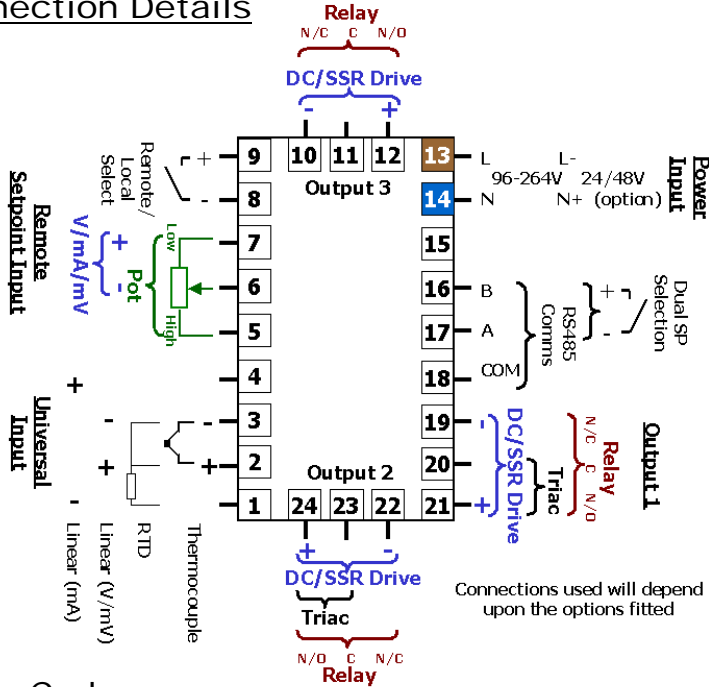 nection Details
Relay
N/C C N/O
DC/SSR Drive
- +
10 11 12
Output 3
Remote/
Local
Select
+ 9
- 8
Remote
Setpoint Input
V/mA/mV
+ -
Pot
Low
High
7
6
5
4
3
2
1
Universal
Input
+
-
- +
- +
Thermocouple
RTD
Linear (V/mV)
Linear (mA)
13 L L-
96-264V 24/48V
14 N N+ (option)
Power
Input
15
16 B
17 A
18 COM
RS485
Comms
+
-
Dual SP
Selection
19 -
20
21 +
DC/SSR Drive
Triac
N/C C N/O
Relay
Output 1
Output 2
24 23 22
+ -
DC/SSR Drive
Triac
N/O C N/C
Relay
Connections used will depend
upon the options fitted